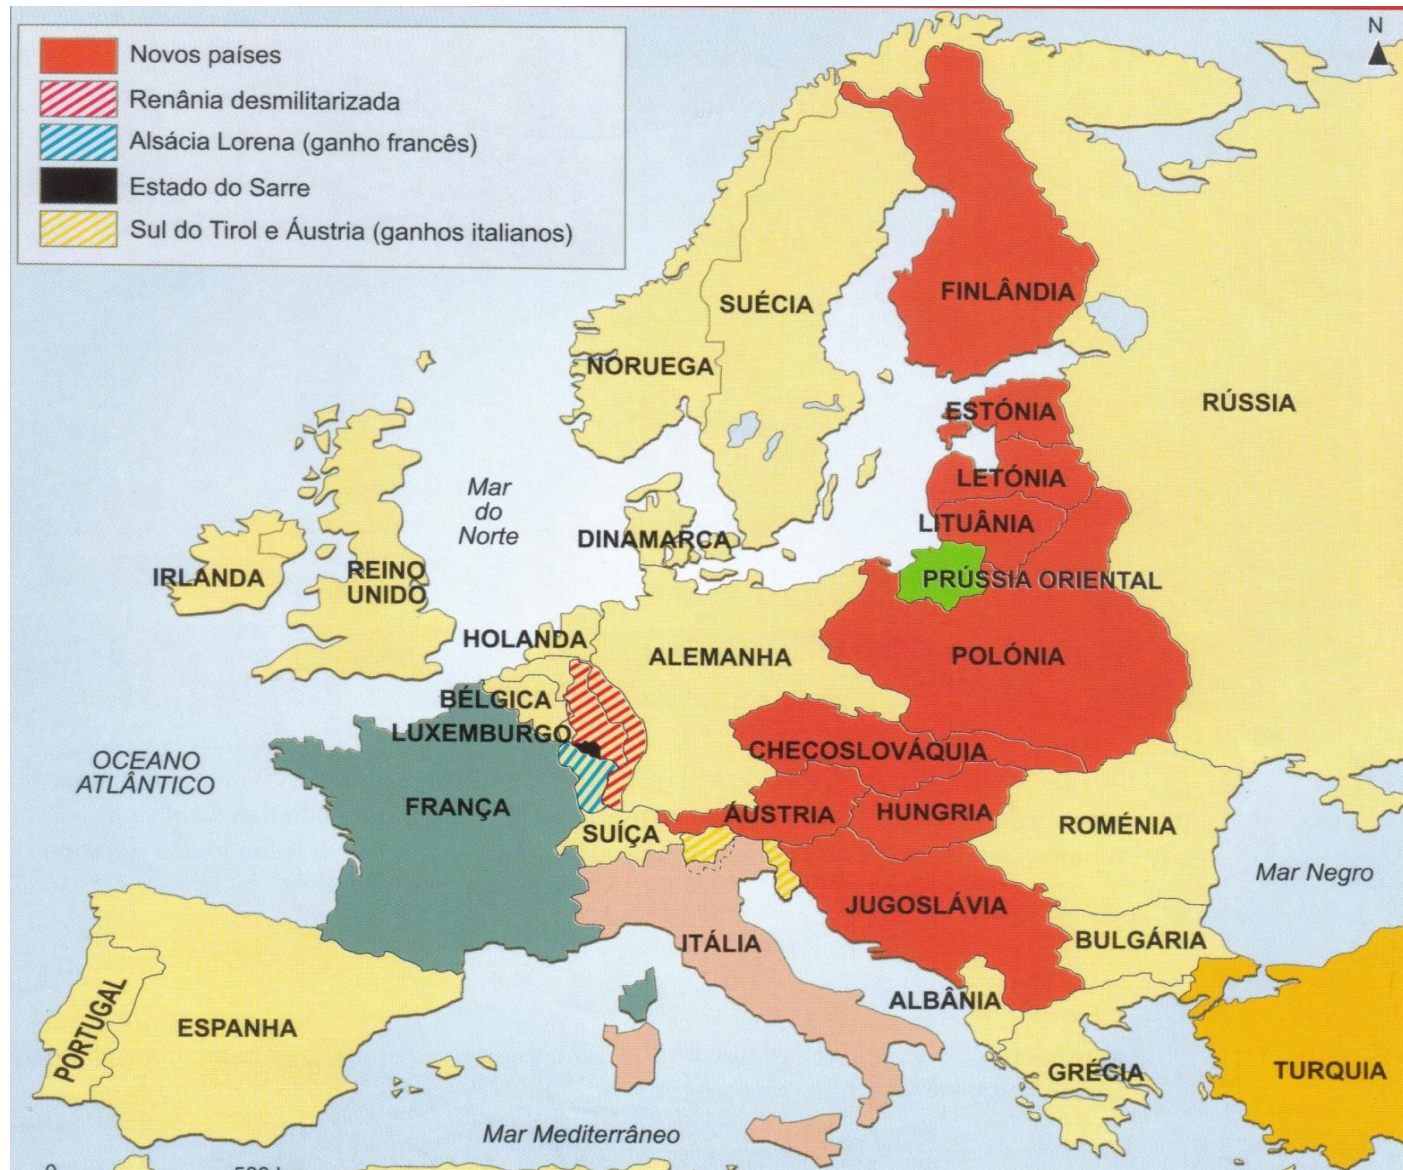 Novos países
Renânia desmilitarizada
Alsácia Lorena (ganho francês)
Estado do Sarre
Sul do Tirol e Áustria (ganhos italianos)
N
FINLÂNDIA
SUÉCIA
NORUEGA
RÚSSIA
ESTÓNIA
LETÓNIA
Mar
do
Norte
LITUÂNIA
DINAMARCA
IRLANDA
REINO
UNIDO
PRÚSSIA ORIENTAL
HOLANDA
ALEMANHA
POLÓNIA
BÉLGICA
LUXEMBURGO
CHECOSLOVÁQUIA
OCEANO
ATLÂNTICO
FRANÇA
ÁUSTRIA
HUNGRIA
SUÍÇA
ROMÉNIA
Mar Negro
JUGOSLÁVIA
ITÁLIA
BULGÁRIA
ALBÂNIA
PORTUGAL
ESPANHA
GRÉCIA
TURQUIA
Mar Mediterrâneo